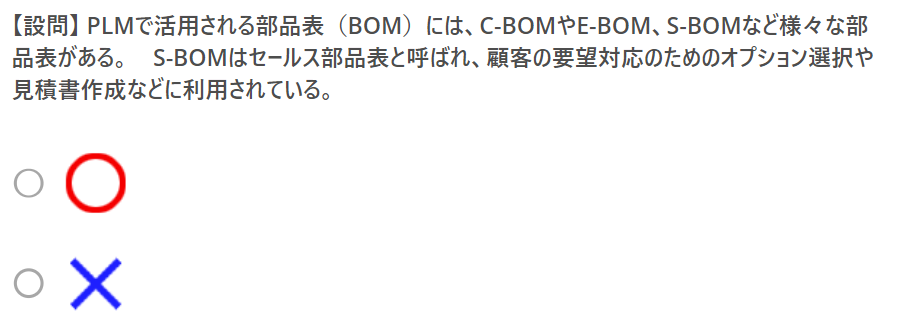 【設問】 PLMで活用される部品表（BOM）には、C-BOMやE-BOM、S-BOMなど様々な部
品表がある。　S-BOMはセールス部品表と呼ばれ、顧客の要望対応のためのオプション選択や
見積書作成などに利用されている。